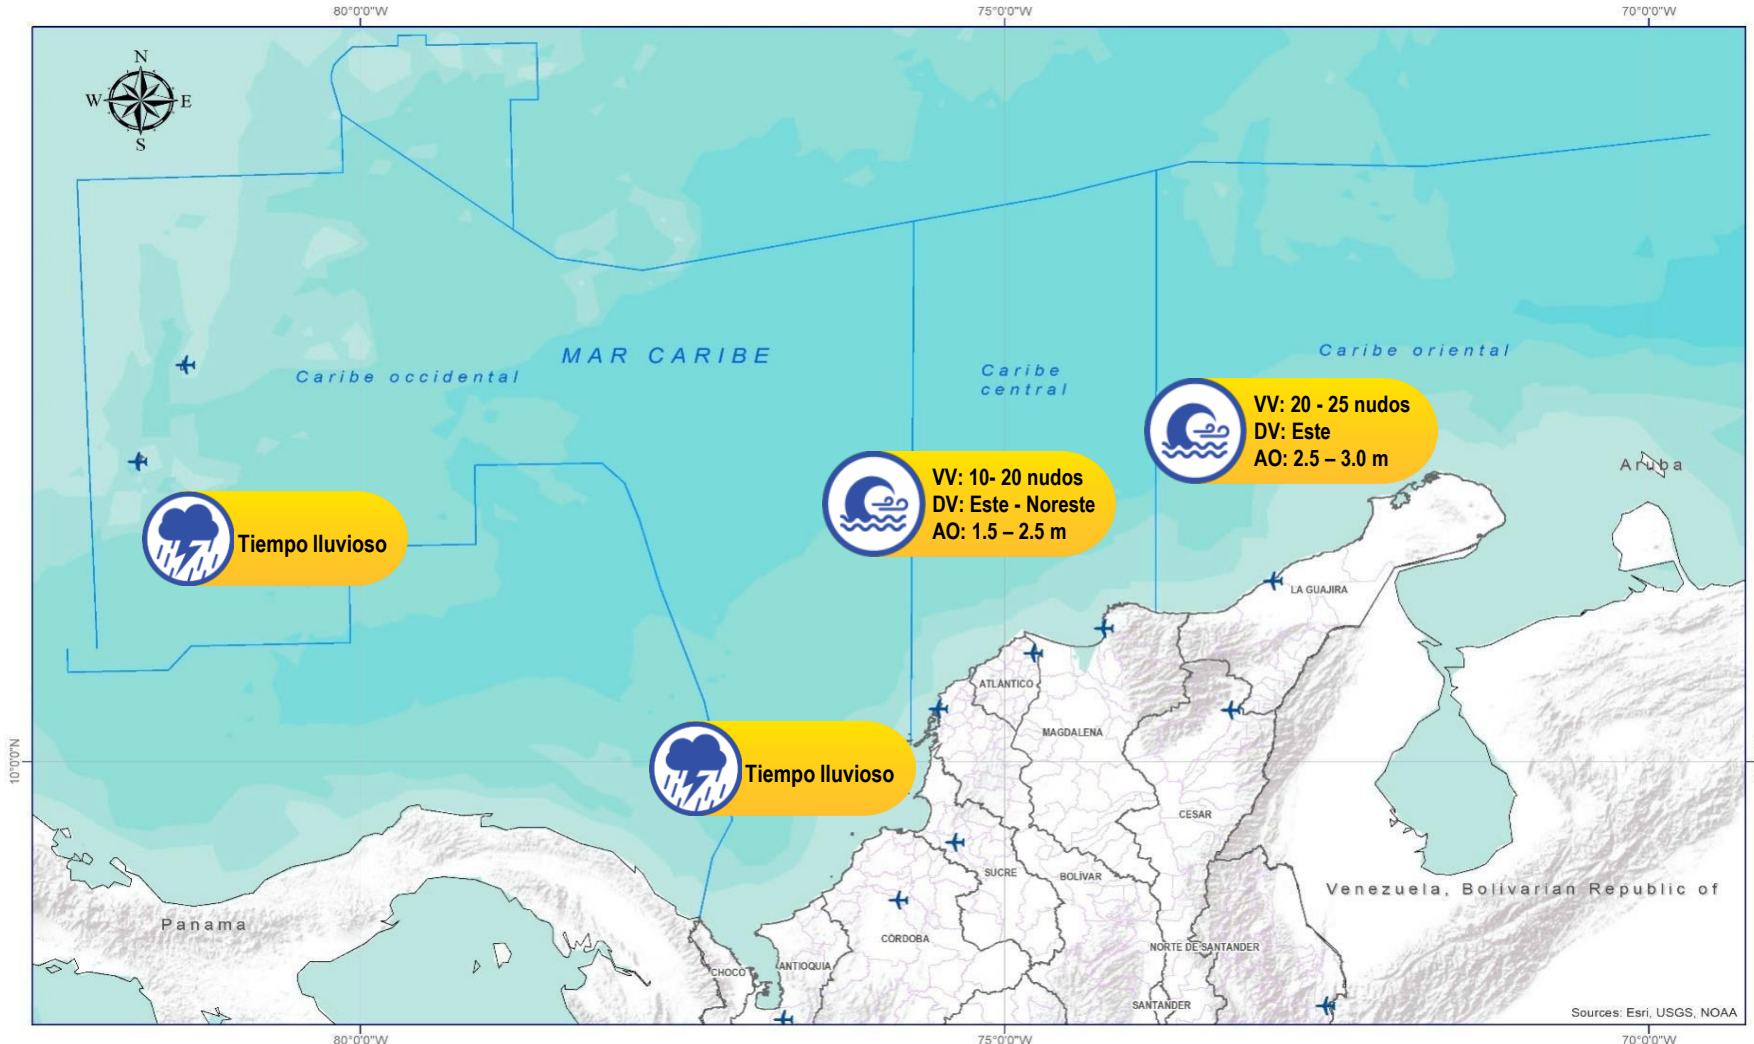 80°0'0"W
75°0'0"W
70°0'0"W
N
W
E
S
MAR CARIBE
Caribe occidental
Caribe
central
Caribe oriental
VV: 20 - 25 nudos
DV: Este
AO: 2.5 – 3.0 m
VV: 10- 20 nudos
DV: Este - Noreste
AO: 1.5 – 2.5 m
Aruba
Tiempo lluvioso
LA GUAJIRA
ATLÁNTICO
MAGDALENA
10°0'0"N
Tiempo lluvioso
CESAR
SUCRE
BOLÍVAR
Venezuela, Bolivarian Republic of
Panama
CÓRDOBA
NORTE DE SANTANDER
CHOCÓ
ANTIOQUIA
SANTANDER
Sources: Esri, USGS, NOAA
80°0'0"W
75°0'0"W
70°0'0"W